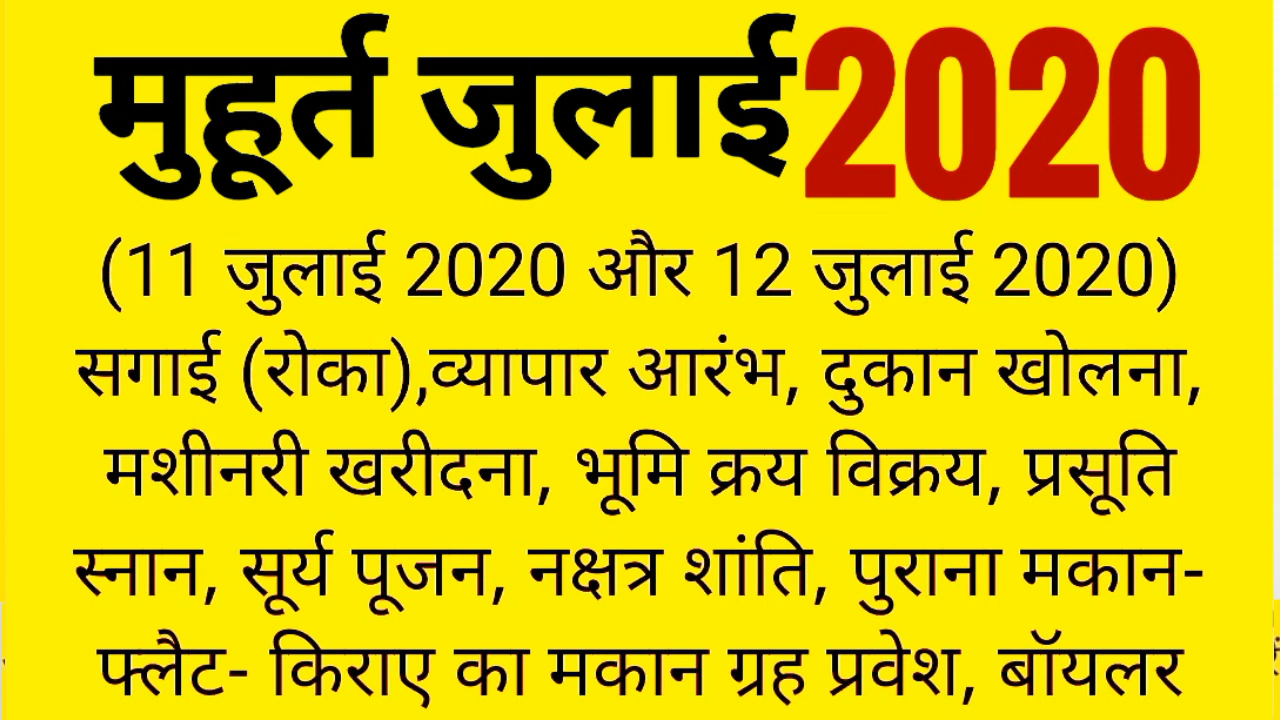 मुहूर्त जुलाई2020
(11 जुलाई 2020 और 12 जुलाई 2020)
सगाई (रोका),व्यापार आरंभ, दुकान खोलना,
मशीनरी खरीदना, भूमि क्रय विक्रय, प्रसूति
स्नान, सूर्य पूजन, नक्षत्र शांति, पुराना मकान-
फ्लैट- किराए का मकान ग्रह प्रवेश, बॉयलर